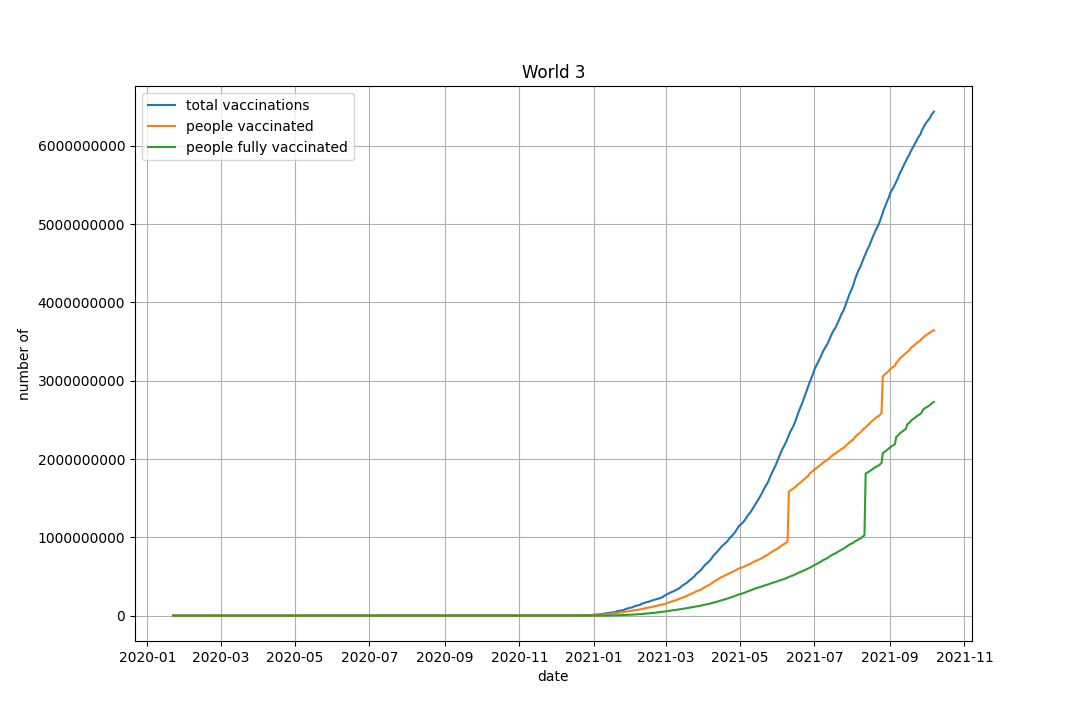 World 3
total vaccinations
people vaccinated
people fully vaccinated
number of
6000000000
5000000000
4000000000
3000000000
2000000000
1000000000
0
2020-01 2020-03 2020-05 2020-07 2020-09 2020-11 2021-01 2021-03 2021-05 2021-07 2021-09 2021-11
date